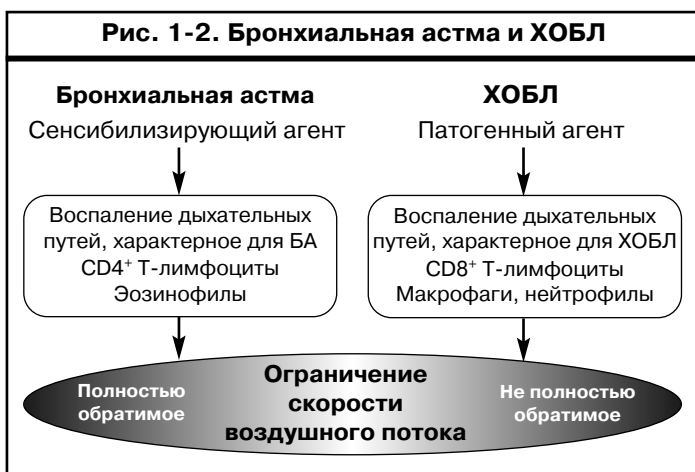 Рис. 1-2. Бронхиальная астма и ХОБЛ
Бронхиальная астма
Сенсибилизирующий агент
Воспаление дыхательных
путей, характерное для БА
CD4⁺ Т-лимфоциты
Эозинофилы
ХОБЛ
Патогенный агент
Воспаление дыхательных
путей, характерное для ХОБЛ
CD8⁺ Т-лимфоциты
Макрофаги, нейтрофилы
Полностью
обратимое
Ограничение
скорости
воздушного потока
Не полностью
обратимое